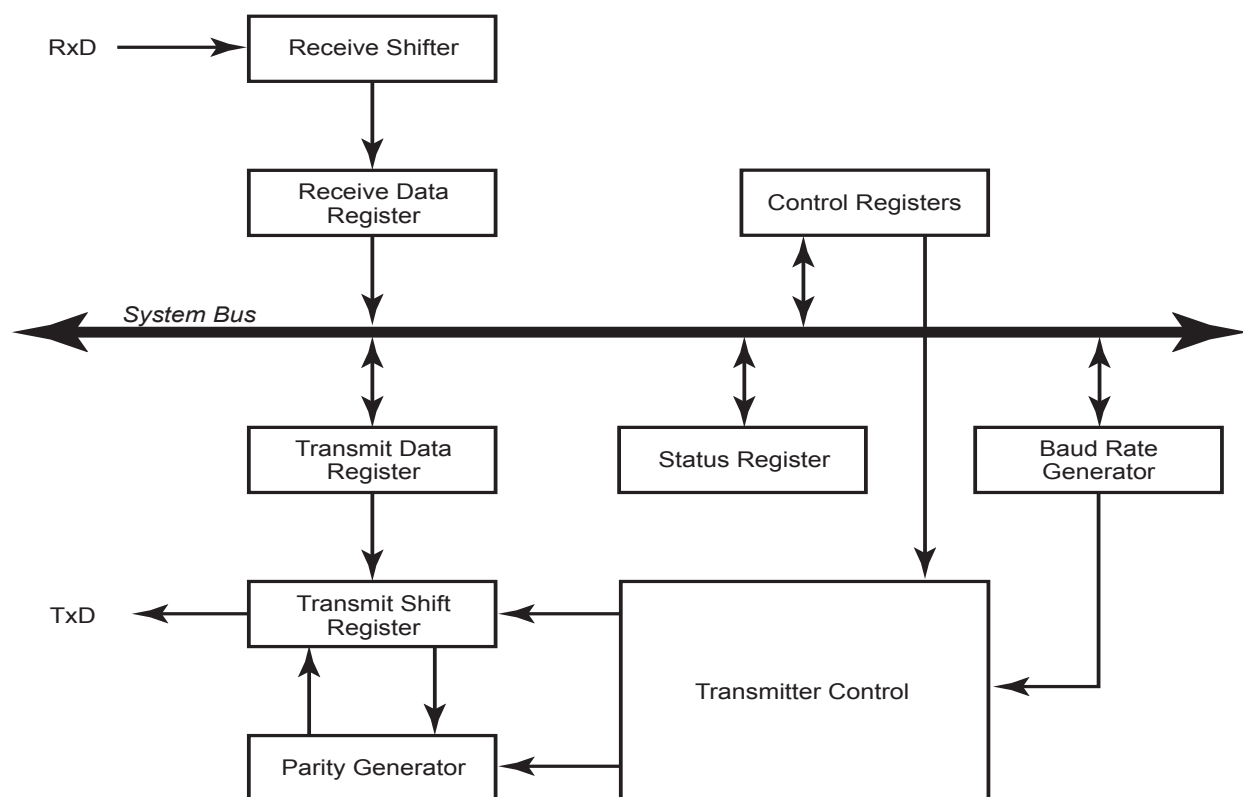 RxD
Receive Shifter
Receive Data
Register
Control Registers
System Bus
Transmit Data
Register
Status Register
Baud Rate
Generator
TxD
Transmit Shift
Register
Transmitter Control
Parity Generator